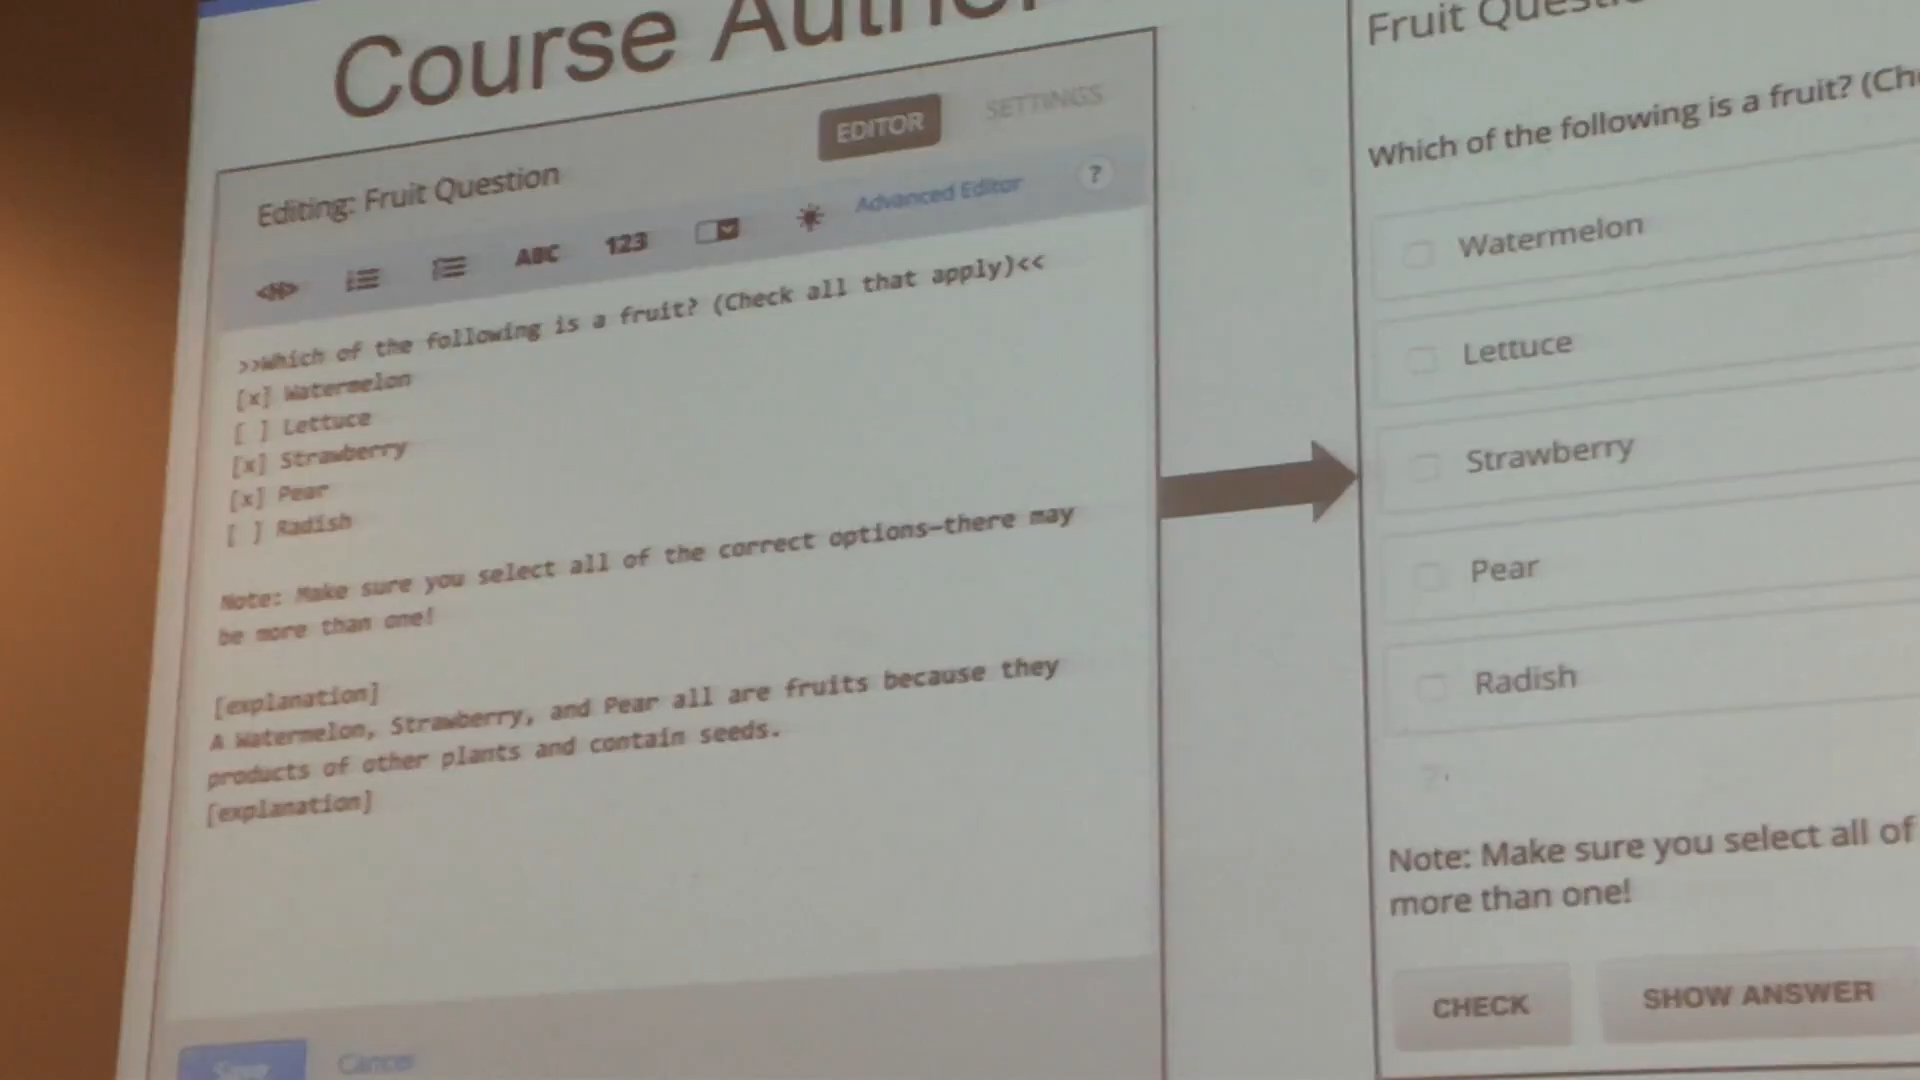 Course
Editing: Fruit Question
EDITOR
SETTINGS
ABC
123
Advanced Editor
?
>>Which of the following is a fruit? (Check all that apply)<<
[x] Watermelon
[ ] Lettuce
[x] Strawberry
[x] Pear
[ ] Radish
Note: Make sure you select all of the correct options—there may
be more than one!
[explanation]
A Watermelon, Strawberry, and Pear all are fruits because they
products of other plants and contain seeds.
[explanation]
Save
Cancel
Fruit
Which of the following is a fruit?
Watermelon
Lettuce
Strawberry
Pear
Radish
Note: Make sure you select all of
more than one!
CHECK
SHOW ANSWER